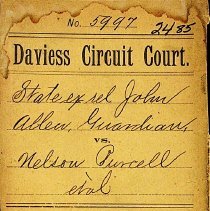 No. 5997 2485
Daviess Circuit Court.
State ex rel John
Allen, Guardian,
vs.
Nelson Purcell
et al